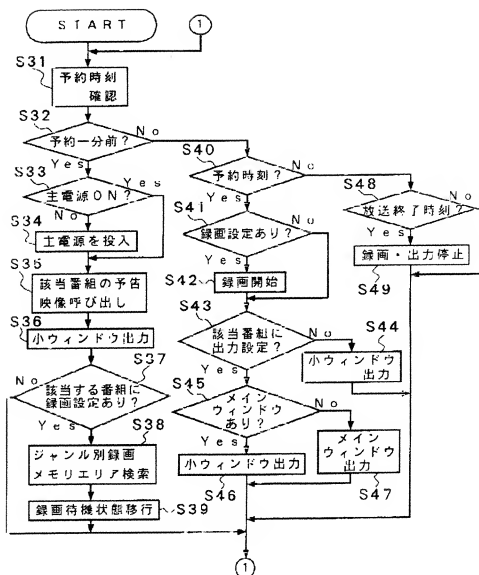 START
1
S31
予約時刻
確認
S32
予約一分前?
No
Yes
S33
主電源ON?
Yes
No
S34
主電源を投入
S35
該当番組の予告
映像呼び出し
S36
小ウィンドウ出力
S37
No
該当する番組に
録画設定あり?
Yes
S38
ジャンル別録画
メモリエリア検索
録画待機状態移行
S39
S40
予約時刻?
No
Yes
S41
録画設定あり?
No
Yes
S42
録画開始
S43
該当番組に
出力設定?
No
Yes
S44
小ウィンドウ
出力
S45
メイン
ウィンドウ
あり?
No
Yes
小ウィンドウ出力
S46
メイン
ウィンドウ
出力
S47
S48
放送終了時刻?
No
Yes
録画・出力停止
S49
1